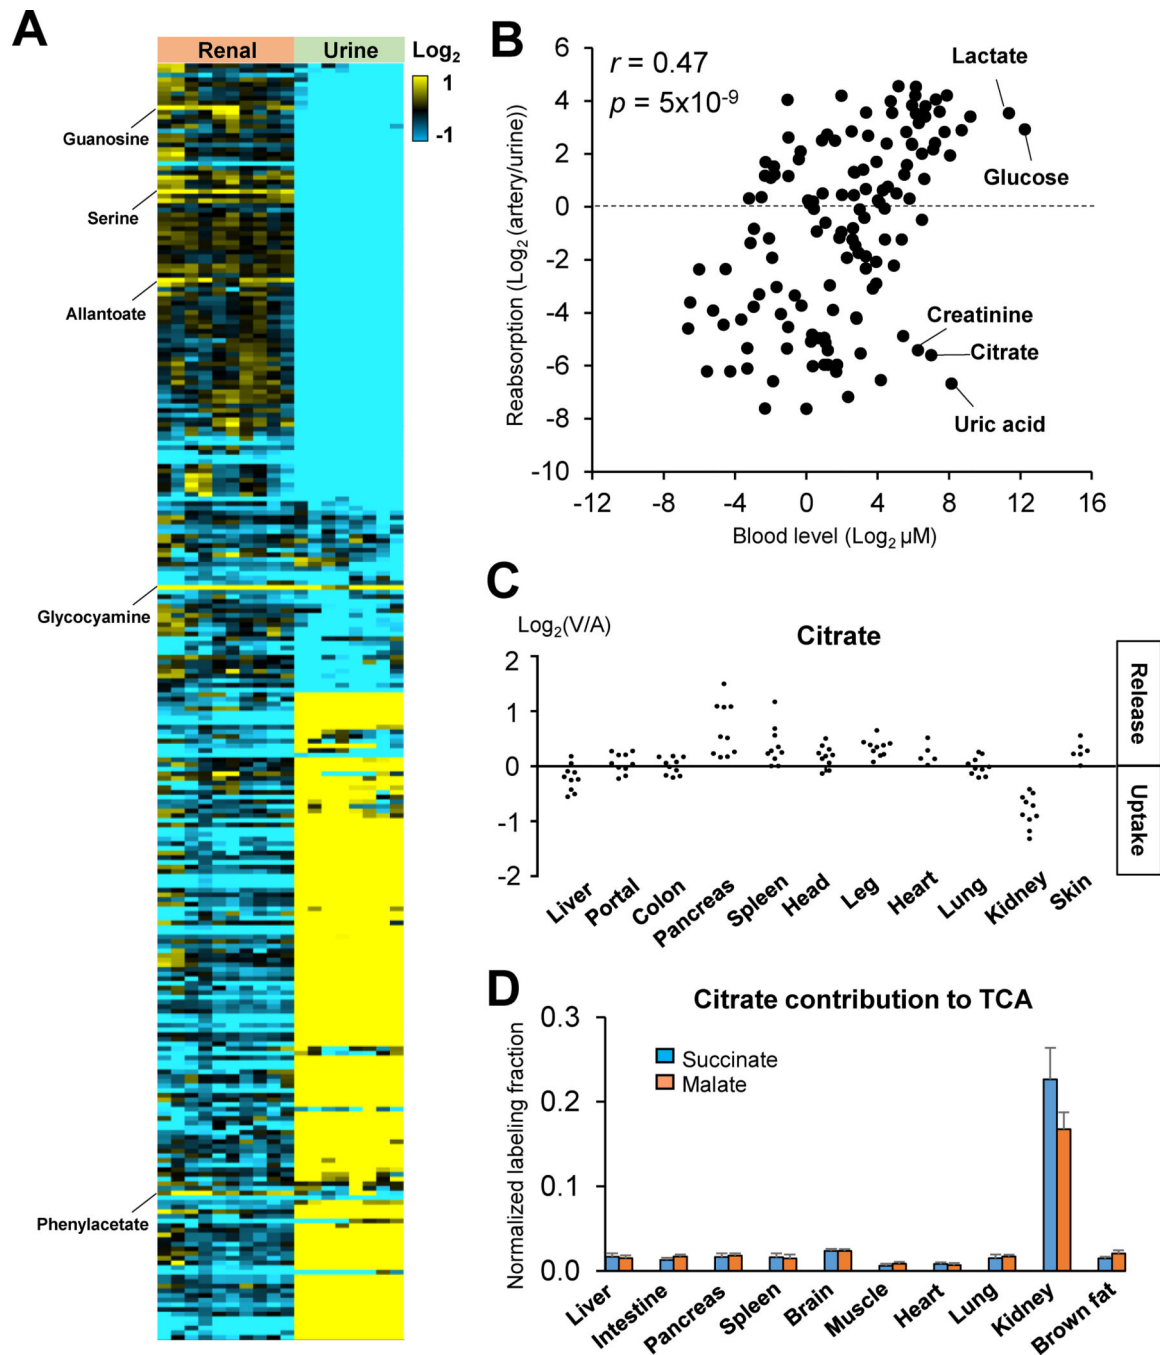 A
Renal
Urine
Log2
1
-1
Guanosine
Serine
Allantoate
Glycocyamine
Phenylacetate
B
r = 0.47
p = 5x10-9
Lactate
Glucose
Creatinine
Citrate
Uric acid
Reabsorption (Log2 (artery/urine))
6
4
2
0
-2
-4
-6
-8
-10
-12
-8
-4
0
4
8
12
16
Blood level (Log2 µM)
C
Log2(V/A)
Citrate
2
1
0
-1
-2
Release
Uptake
Liver
Portal
Colon
Pancreas
Spleen
Head
Leg
Heart
Lung
Kidney
Skin
D
Citrate contribution to TCA
Normalized labeling fraction
0.3
0.2
0.1
0.0
Succinate
Malate
Liver
Intestine
Pancreas
Spleen
Brain
Muscle
Heart
Lung
Kidney
Brown fat